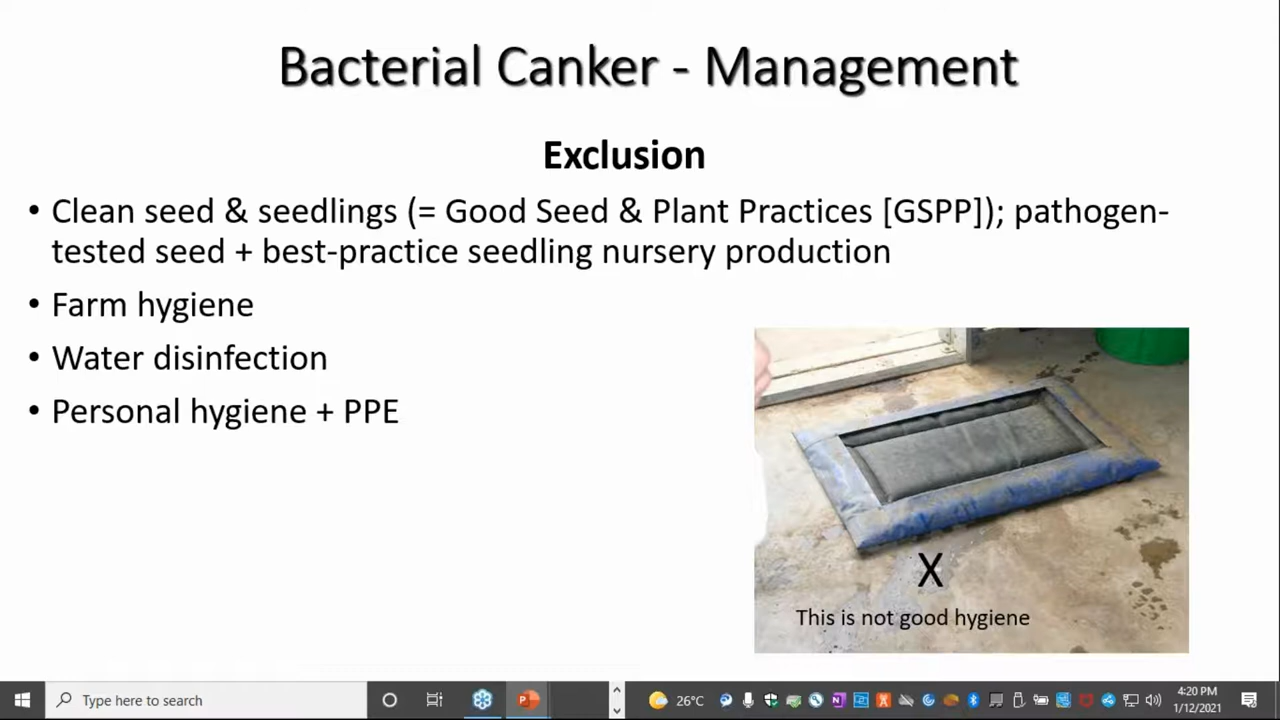 Bacterial Canker - Management
Exclusion
• Clean seed & seedlings (= Good Seed & Plant Practices [GSPP]); pathogen-
tested seed + best-practice seedling nursery production
• Farm hygiene
• Water disinfection
• Personal hygiene + PPE
X
This is not good hygiene
Type here to search
26°C
4:20 PM
1/12/2021